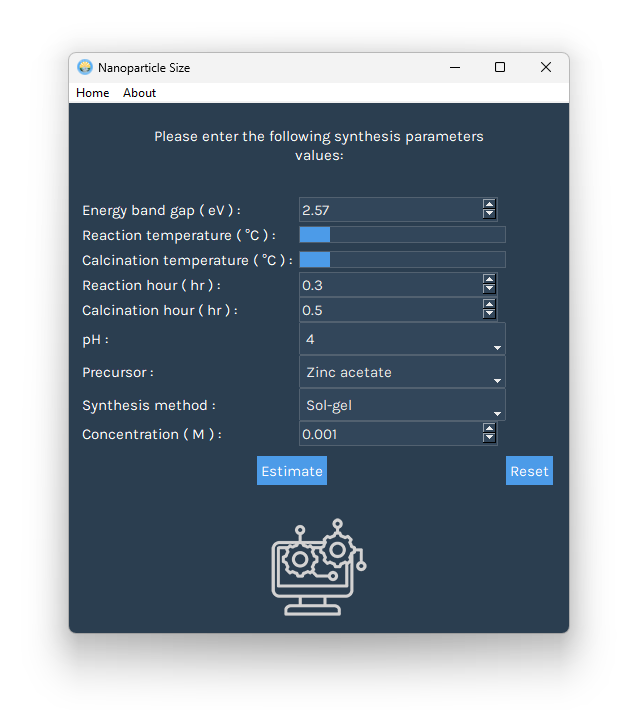 Nanoparticle Size
Home About
Please enter the following synthesis parameters
values:
Energy band gap ( eV ) : 2.57
Reaction temperature ( °C ) :
Calcination temperature ( °C ) :
Reaction hour ( hr ) : 0.3
Calcination hour ( hr ) : 0.5
pH : 4
Precursor : Zinc acetate
Synthesis method : Sol-gel
Concentration ( M ) : 0.001
Estimate Reset